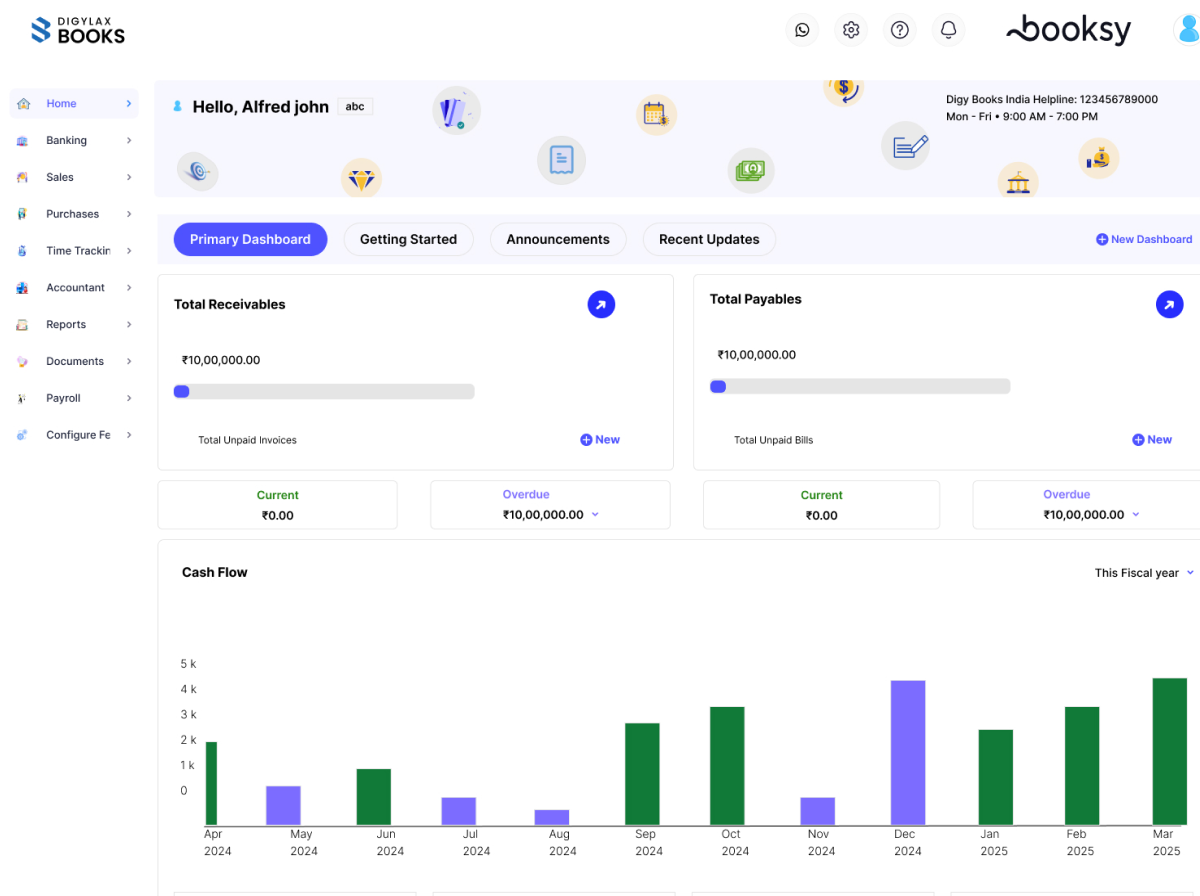 DIGYLAX
BOOKS
booksy
Home
Banking
Sales
Purchases
Time Trackin
Accountant
Reports
Documents
Payroll
Configure Fe
Hello, Alfred john
abc
Digy Books India Helpline: 123456789000
Mon - Fri • 9:00 AM - 7:00 PM
Primary Dashboard
Getting Started
Announcements
Recent Updates
New Dashboard
Total Receivables
₹10,00,000.00
Total Unpaid Invoices
New
Total Payables
₹10,00,000.00
Total Unpaid Bills
New
Current
₹0.00
Overdue
₹10,00,000.00
Current
₹0.00
Overdue
₹10,00,000.00
Cash Flow
This Fiscal year
5 k
4 k
3 k
2 k
1 k
0
Apr May Jun Jul Aug Sep Oct Nov Dec Jan Feb Mar
2024 2024 2024 2024 2024 2024 2024 2024 2024 2025 2025 2025